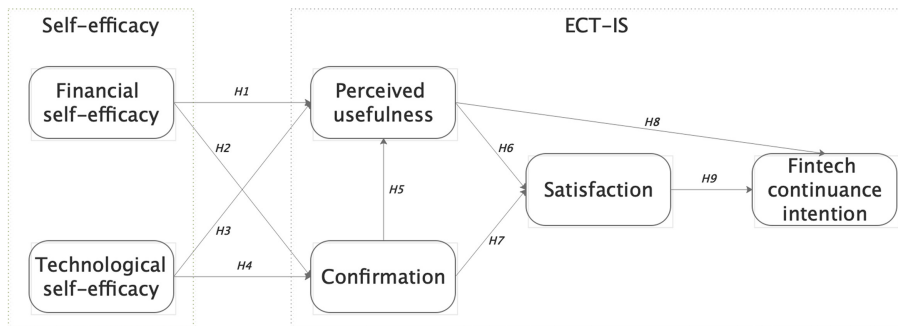 Self-efficacy
ECT-IS
Financial
self-efficacy
H1
Perceived
usefulness
H8
H2
H6
Fintech
continuance
intention
Satisfaction
H9
H5
H3
H7
Technological
self-efficacy
H4
Confirmation